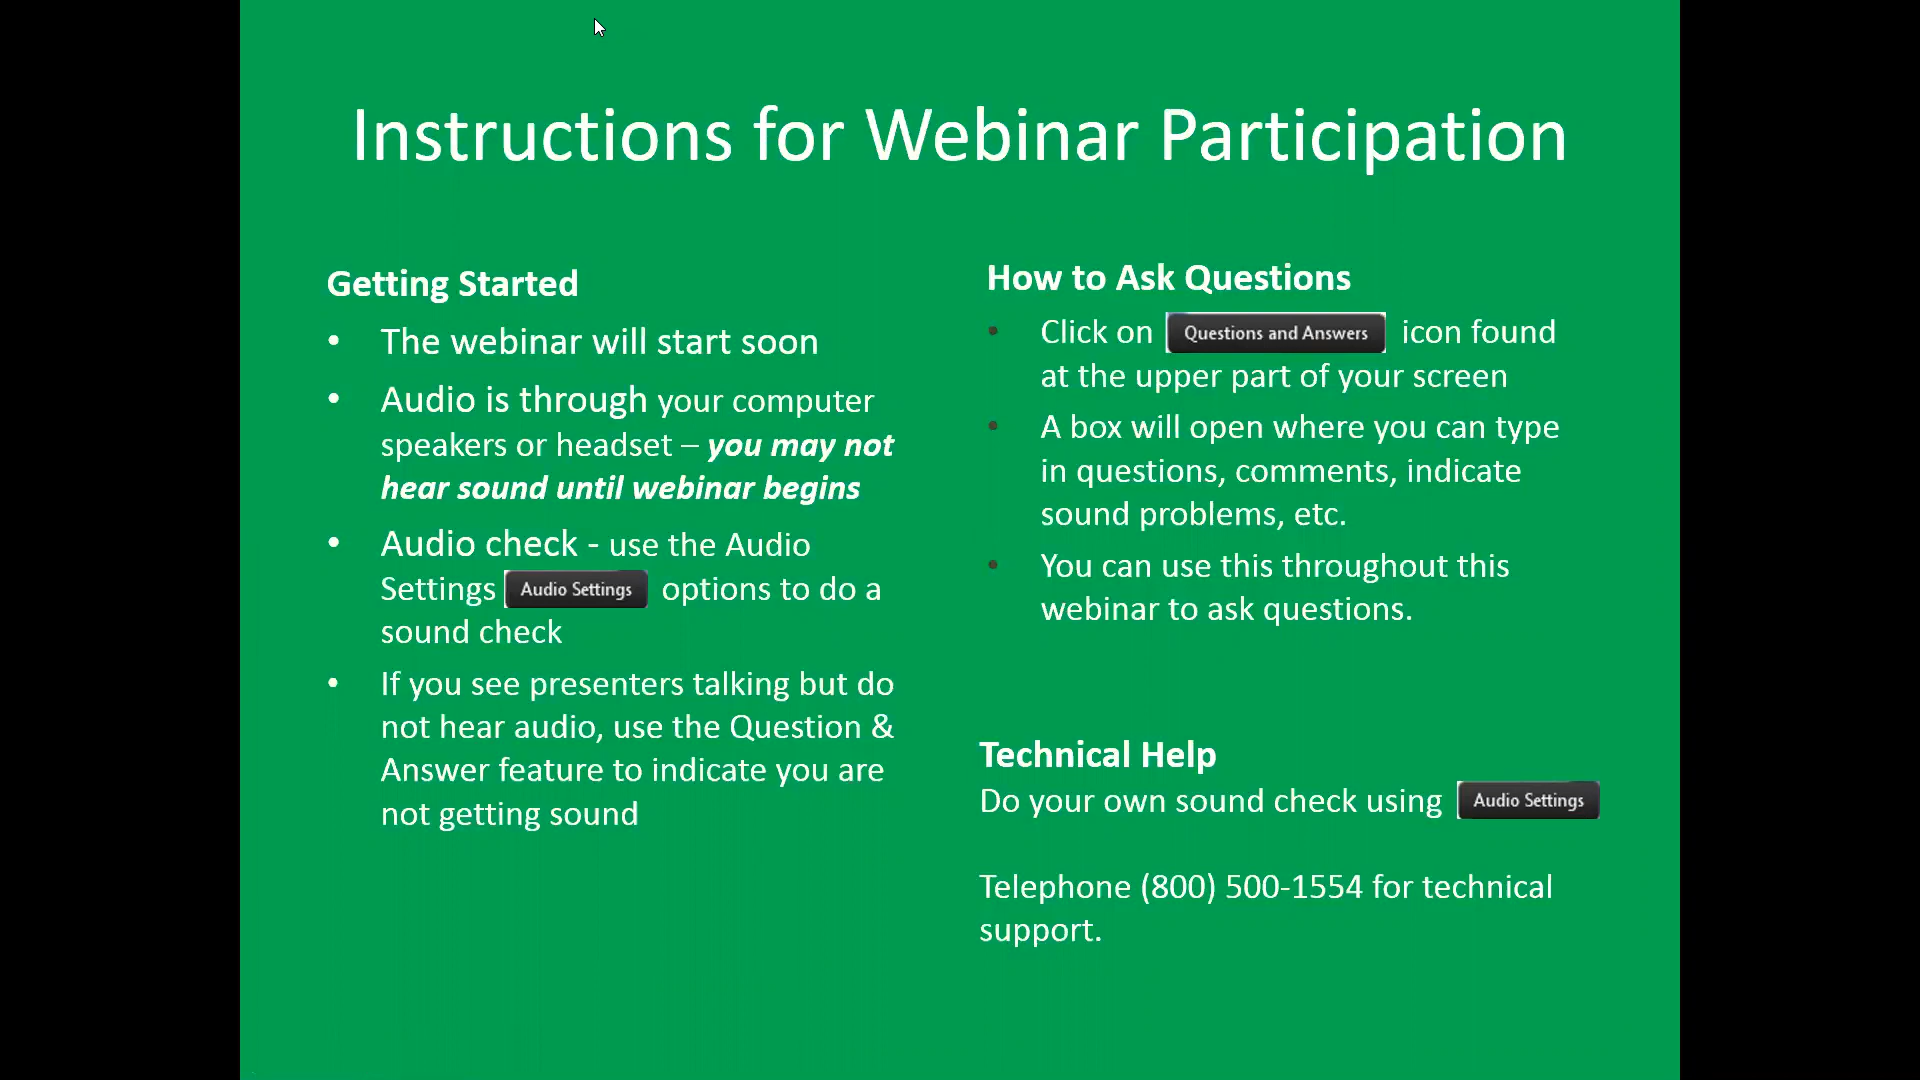 Instructions for Webinar Participation
Getting Started
• The webinar will start soon
• Audio is through your computer
speakers or headset – you may not
hear sound until webinar begins
• Audio check - use the Audio
Settings Audio Settings options to do a
sound check
• If you see presenters talking but do
not hear audio, use the Question &
Answer feature to indicate you are
not getting sound
How to Ask Questions
• Click on Questions and Answers icon found
at the upper part of your screen
• A box will open where you can type
in questions, comments, indicate
sound problems, etc.
• You can use this throughout this
webinar to ask questions.
Technical Help
Do your own sound check using Audio Settings
Telephone (800) 500-1554 for technical
support.